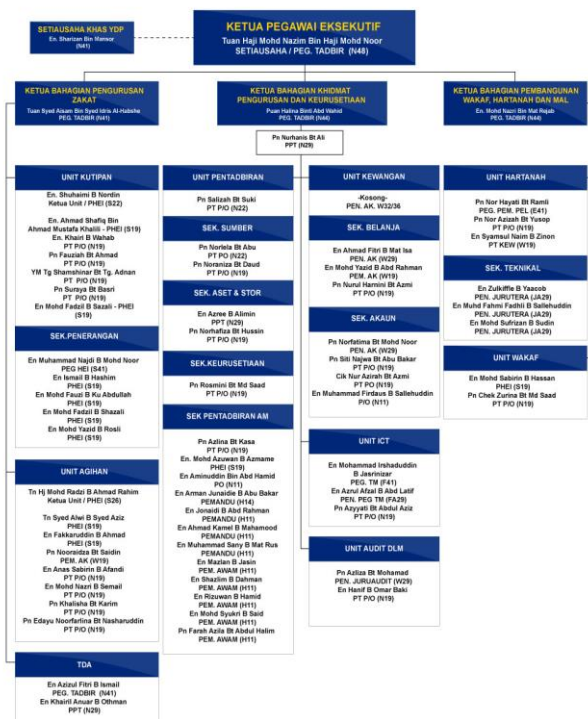 SETIAUSAHA KHAS YDP
En. Sharizan Bin Mansor
(N41)
KETUA PEGAWAI EKSEKUTIF
Tuan Haji Mohd Nazim Bin Haji Mohd Noor
SETIAUSAHA / PEG. TADBIR (N48)
KETUA BAHAGIAN PENGURUSAN
ZAKAT
Tuan Syed Aisam Bin Syed Idris Al-Habshe
PEG. TADBIR (N41)
KETUA BAHAGIAN KHIDMAT
PENGURUSAN DAN KEURUSETIAAN
Puan Halina Binti Abd Wahid
PEG. TADBIR (N44)
KETUA BAHAGIAN PEMBANGUNAN
WAKAF, HARTANAH DAN MAL
En. Mohd Nazri Bin Mat Rejab
PEG. TADBIR (N44)
Pn Nurhanis Bt Ali
PPT (N29)
UNIT KUTIPAN
En. Shuhaimi B Nordin
Ketua Unit / PHEI (S22)
En. Ahmad Shafiq Bin
Ahmad Mustafa Khalili - PHEI (S19)
En. Khairi B Wahab
PT P/O (N19)
Pn Fauziah Bt Ahmad
PT P/O (N19)
YM Tg Shamshinar Bt Tg. Adnan
PT P/O (N19)
Pn Suraya Bt Basri
PT P/O (N19)
En Mohd Fadzil B Sazali - PHEI
(S19)
SEK.PENERANGAN
En Muhammad Najdi B Mohd Noor
PEG HEI (S41)
En Ismail B Hashim
PHEI (S19)
En Mohd Fauzi B Ku Abdullah
PHEI (S19)
En Mohd Fadzil B Shazali
PHEI (S19)
En Mohd Yazid B Rosli
PHEI (S19)
UNIT AGIHAN
Tn Hj Mohd Radzi B Ahmad Rahim
Ketua Unit / PHEI (S26)
Tn Syed Alwi B Syed Aziz
PHEI (S19)
En Fakkaruddin B Ahmad
PHEI (S19)
Pn Nooraidza Bt Saidin
PEM. AK (W19)
En Anas Sabirin B Afandi
PT P/O (N19)
En Mohd Nazri B Semail
PT P/O (N19)
Pn Khalisha Bt Karim
PT P/O (N19)
Pn Edayu Noorfarlina Bt Nasharuddin
PT P/O (N19)
TDA
En Azizul Fitri B Ismail
PEG. TADBIR (N41)
En Khairil Anuar B Othman
PPT (N29)
UNIT PENTADBIRAN
Pn Salizah Bt Suki
PT P/O (N22)
SEK. SUMBER
Pn Norlela Bt Abu
PT PO (N22)
Pn Noraniza Bt Daud
PT P/O (N19)
SEK. ASET & STOR
En Azree B Alimin
PPT (N29)
Pn Norhafiza Bt Hussin
PT P/O (N19)
SEK.KEURUSETIAAN
Pn Rosmini Bt Md Saad
PT P/O (N19)
SEK PENTADBIRAN AM
Pn Azlina Bt Kasa
PT P/O (N19)
En. Mohd Azuwan B Azmame
PHEI (S19)
En Aminuddin Bin Abd Hamid
PO (N11)
En Arman Junaidie B Abu Bakar
PEMANDU (H14)
En Jonaidi B Abd Rahman
PEMANDU (H11)
En Ahmad Kamel B Mahamood
PEMANDU (H11)
En Muhammad Sany B Mat Rus
PEMANDU (H11)
En Mazlan B Jasin
PEM. AWAM (H11)
En Shazlim B Dahman
PEM. AWAM (H11)
En Rizuwan B Hamid
PEM. AWAM (H11)
En Mohd Syukri B Said
PEM. AWAM (H11)
Pn Farah Azila Bt Abdul Halim
PEM. AWAM (H11)
UNIT KEWANGAN
-Kosong-
PEN. AK. W32/36
SEK. BELANJA
En Ahmad Fitri B Mat Isa
PEN. AK (W29)
En Mohd Yazid B Abd Rahman
PEM. AK (W19)
Pn Nurul Harmini Bt Azmi
PT P/O (N19)
SEK. AKAUN
Pn Norfatima Bt Mohd Noor
PEN. AK (W29)
Pn Siti Najwa Bt Abu Bakar
PT P/O (N19)
Cik Nur Azirah Bt Azmi
PT PO (N19)
En Muhammad Firdaus B Sallehuddin
P/O (N11)
UNIT ICT
En Mohammad Irshaduddin
B Jasrinizar
PEG. TM (F41)
En Azrul Afzal B Abd Latif
PEN. PEG TM (FA29)
Pn Azyyati Bt Abdul Aziz
PT P/O (N19)
UNIT AUDIT DLM
Pn Azliza Bt Mohamad
PEN. JURUAUDIT (W29)
En Hanif B Omar Baki
PT P/O (N19)
UNIT HARTANAH
Pn Nor Hayati Bt Ramli
PEG. PEM. PEL (E41)
Pn Nor Azizah Bt Yusop
PT P/O (N19)
En Syamsul Naim B Zinon
PT KEW (W19)
SEK. TEKNIKAL
En Zulkiffle B Yaacob
PEN. JURUTERA (JA29)
En Muhd Fahmi Fadhli B Sallehuddin
PEN. JURUTERA (JA29)
En Mohd Sufrizan B Sudin
PEN. JURUTERA (JA29)
UNIT WAKAF
En Mohd Sabirin B Hassan
PHEI (S19)
Pn Chek Zurina Bt Md Saad
PT P/O (N19)